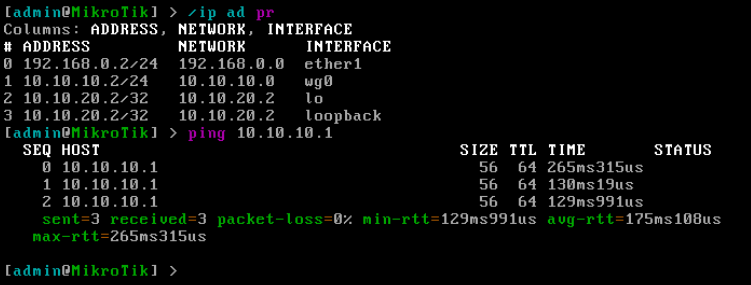 [admin@MikroTik] > /ip ad pr
Columns: ADDRESS, NETWORK, INTERFACE
# ADDRESS NETWORK INTERFACE
0 192.168.0.2/24 192.168.0.0 ether1
1 10.10.10.2/24 10.10.10.0 wg0
2 10.10.20.2/32 10.10.20.2 lo
3 10.10.20.2/32 10.10.20.2 loopback
[admin@MikroTik] > ping 10.10.10.1
SEQ HOST SIZE TTL TIME STATUS
0 10.10.10.1 56 64 265ms315us
1 10.10.10.1 56 64 130ms19us
2 10.10.10.1 56 64 129ms991us
sent=3 received=3 packet-loss=0% min-rtt=129ms991us avg-rtt=175ms108us
max-rtt=265ms315us
[admin@MikroTik] >